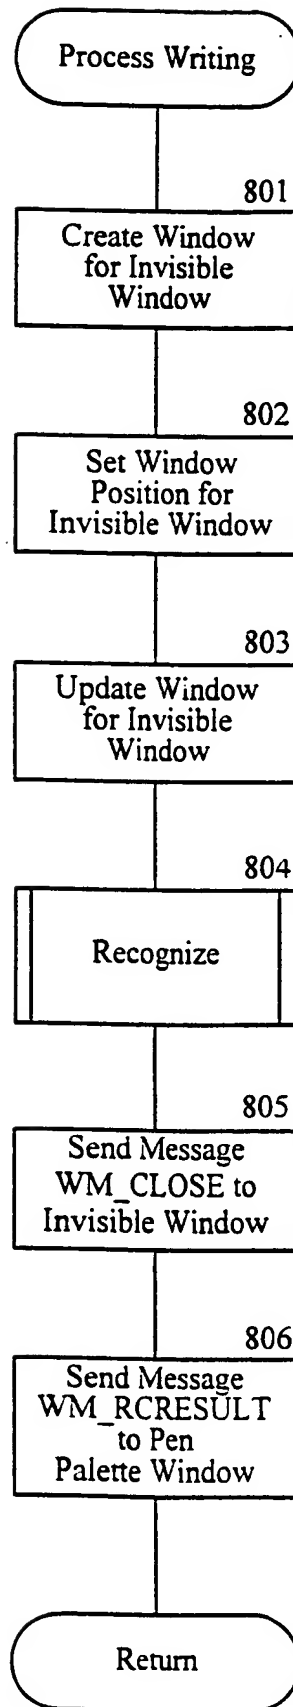 Process Writing
801
Create Window
for Invisible
Window
802
Set Window
Position for
Invisible Window
803
Update Window
for Invisible
Window
804
Recognize
805
Send Message
WM_CLOSE to
Invisible Window
806
Send Message
WM_RCRESULT
to Pen
Palette Window
Return